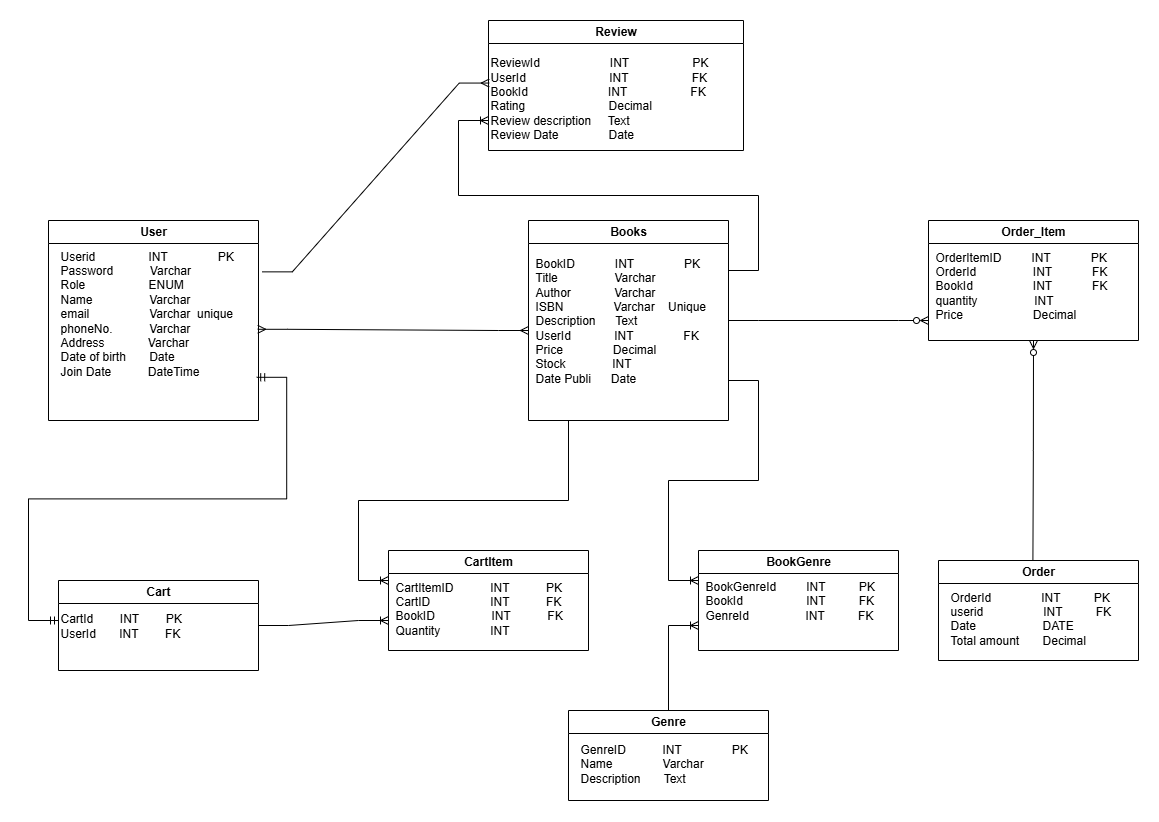 Review
ReviewId INT PK
UserId INT FK
BookId INT FK
Rating Decimal
Review description Text
Review Date Date
User
Userid INT PK
Password Varchar
Role ENUM
Name Varchar
email Varchar unique
phoneNo. Varchar
Address Varchar
Date of birth Date
Join Date DateTime
Books
BookID INT PK
Title Varchar
Author Varchar
ISBN Varchar Unique
Description Text
UserId INT FK
Price Decimal
Stock INT
Date Publi Date
Order_Item
OrderItemID INT PK
OrderId INT FK
BookId INT FK
quantity INT
Price Decimal
Cart
CartId INT PK
UserId INT FK
CartItem
CartItemID INT PK
CartID INT FK
BookID INT FK
Quantity INT
BookGenre
BookGenreId INT PK
BookId INT FK
GenreId INT FK
Order
OrderId INT PK
userid INT FK
Date DATE
Total amount Decimal
Genre
GenreID INT PK
Name Varchar
Description Text